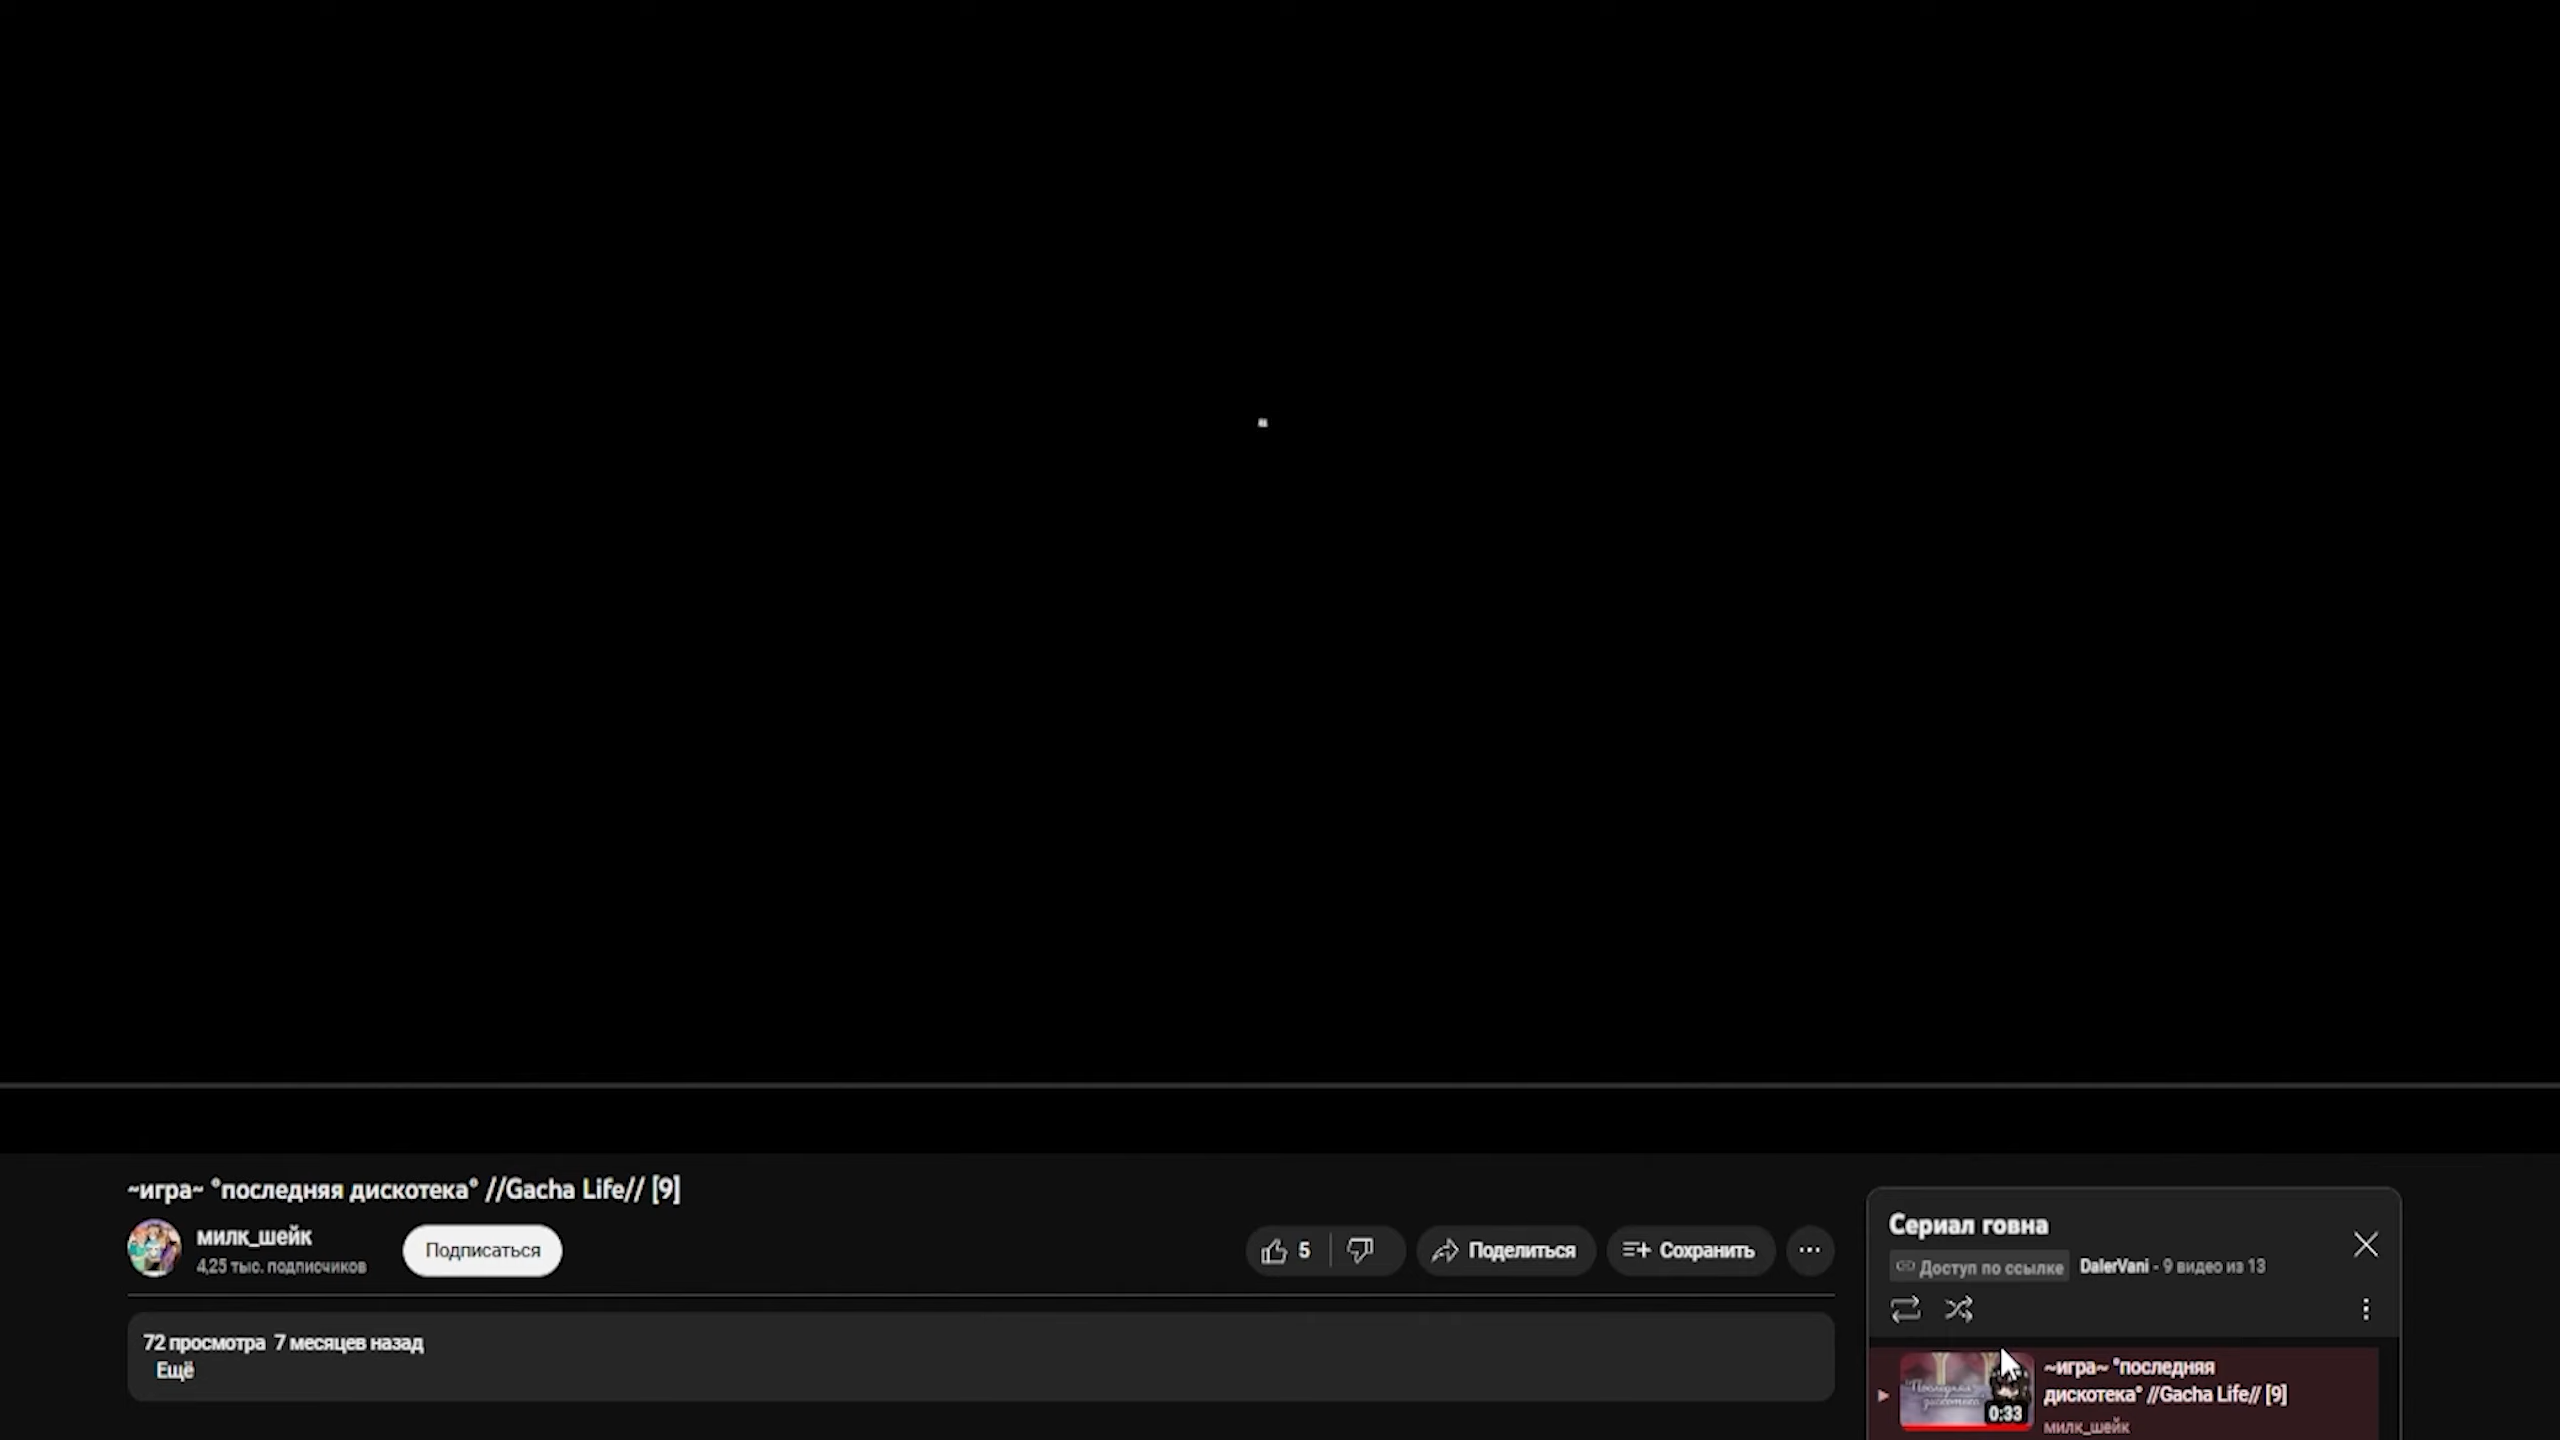 ~игра~ °последняя дискотека° //Gacha Life// [9]
милк_шейк
4,25 тыс. подписчиков
Подписаться
5
Поделиться
Сохранить
72 просмотра 7 месяцев назад
Ещё
Сериал говна
Доступ по ссылке DalerVani - 9 видео из 13
"Последняя
дискотека"
0:33
~игра~ °последняя
дискотека° //Gacha Life// [9]
милк_шейк